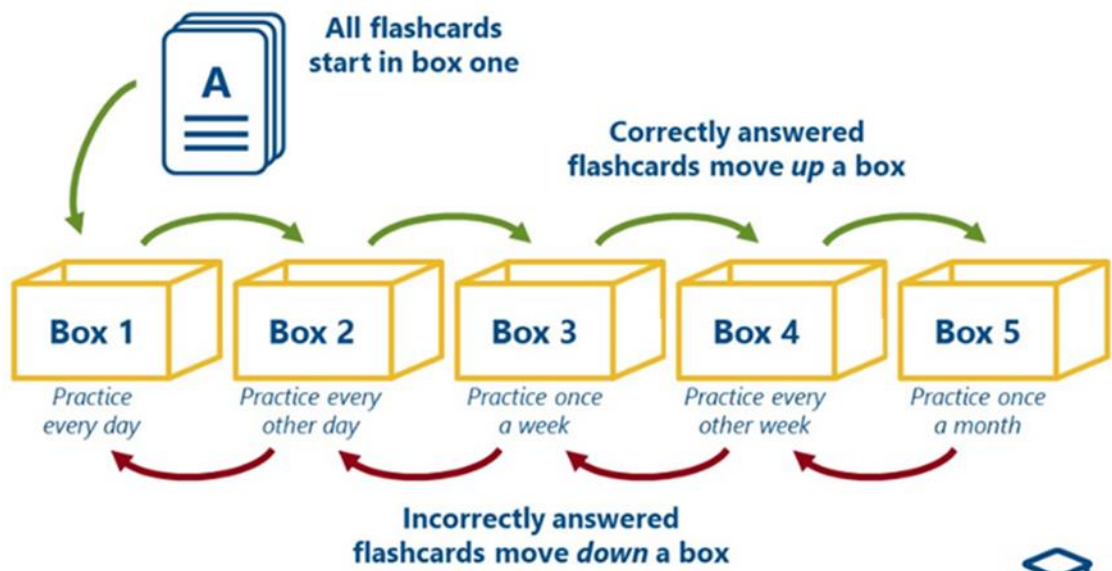 All flashcards
start in box one
A
Correctly answered
flashcards move up a box
Box 1
Box 2
Box 3
Box 4
Box 5
Practice
every day
Practice every
other day
Practice once
a week
Practice every
other week
Practice once
a month
Incorrectly answered
flashcards move down a box